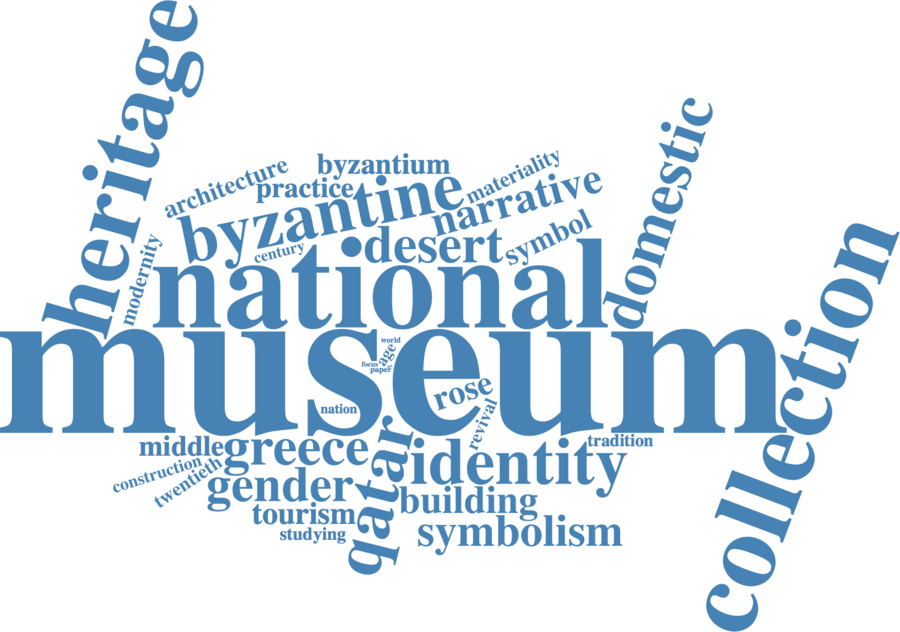 heritage
domestic
architecture
byzantium
practice
materiality
byzantine
narrative
century
desert
symbol
modernity
national
collection
museum
world
age
focus
paper
nation
rose
revival
middle
greece
qatar
identity
tradition
construction
twentieth
gender
building
tourism
symbolism
studying